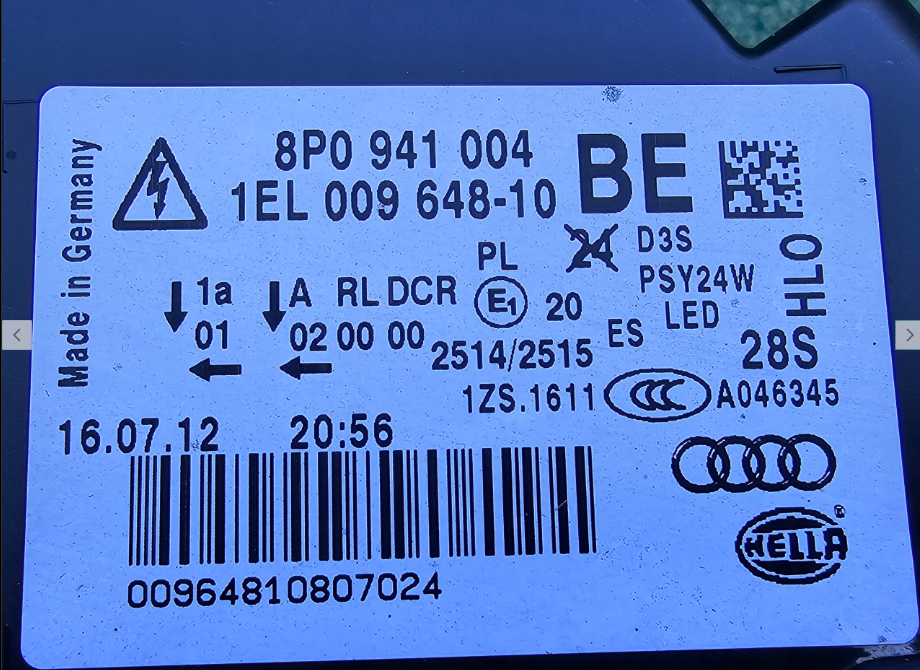 Made in Germany
8P0 941 004 BE
1EL 009 648-10
24 D3S
PL PSY24W
HLO
↓1a ↓A RL DCR E1 20 LED
01 02 00 00 ES
← ← 2514/2515 28S
1ZS.1611 CCC A046345
16.07.12 20:56
HELLA®
00964810807024